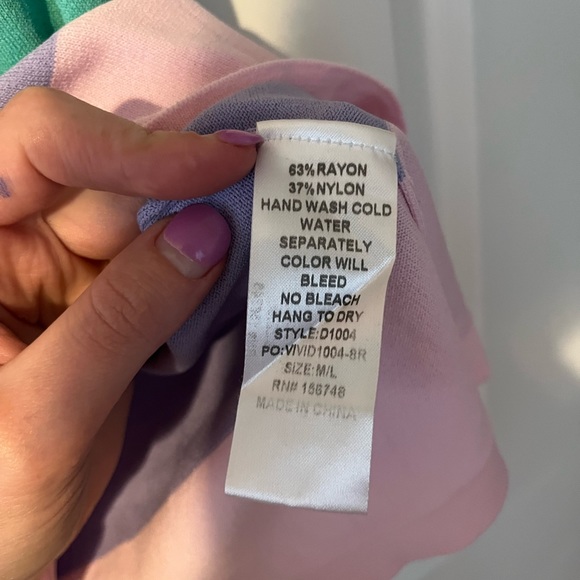 63%RAYON
37%NYLON
HAND WASH COLD
WATER
SEPARATELY
COLOR WILL
BLEED
NO BLEACH
HANG TO DRY
STYLE:D1004
PO:VIVID1004-8R
SIZE:M/L
RN# 156748
MADE IN CHINA